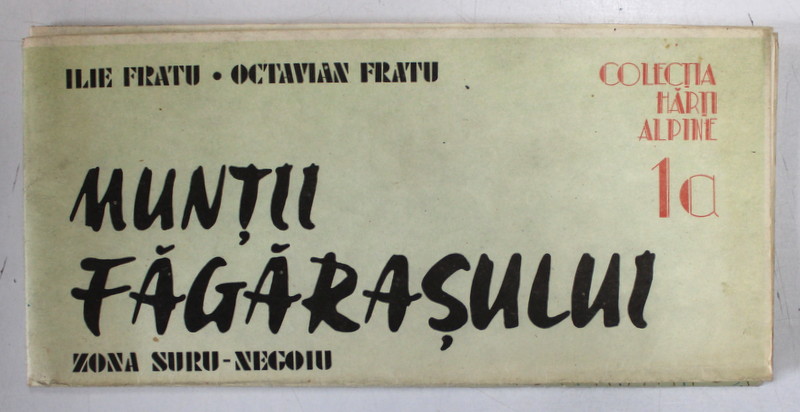 ILIE FRATU • OCTAVIAN FRATU
COLECȚIA
HĂRȚI
ALPINE
1a
MUNȚII
FĂGĂRAȘULUI
ZONA SURU-NEGOIU